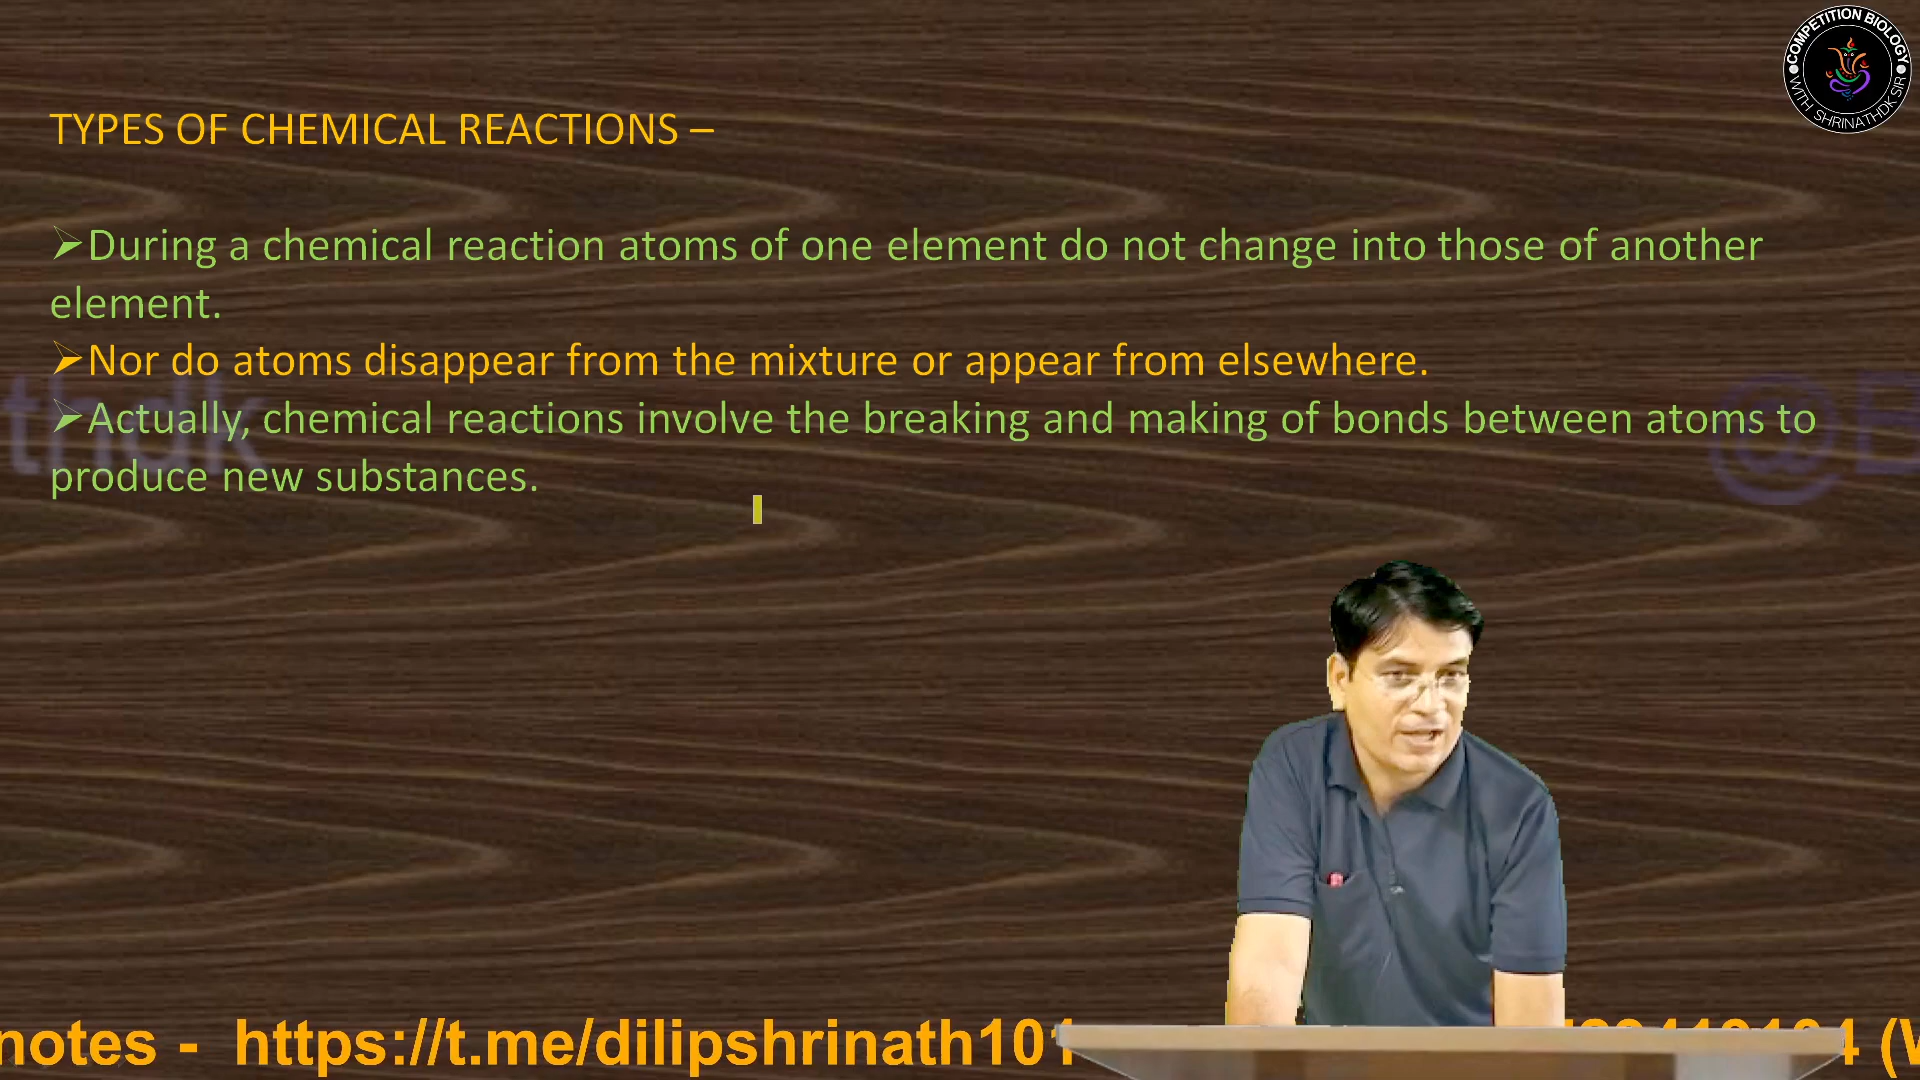 COMPETITION BIOLOGY
WITH SHRINATHDK SIR
TYPES OF CHEMICAL REACTIONS –
➢During a chemical reaction atoms of one element do not change into those of another
element.
➢Nor do atoms disappear from the mixture or appear from elsewhere.
➢Actually, chemical reactions involve the breaking and making of bonds between atoms to
produce new substances.
thdk
@
notes - https://t.me/dilipshrinath101